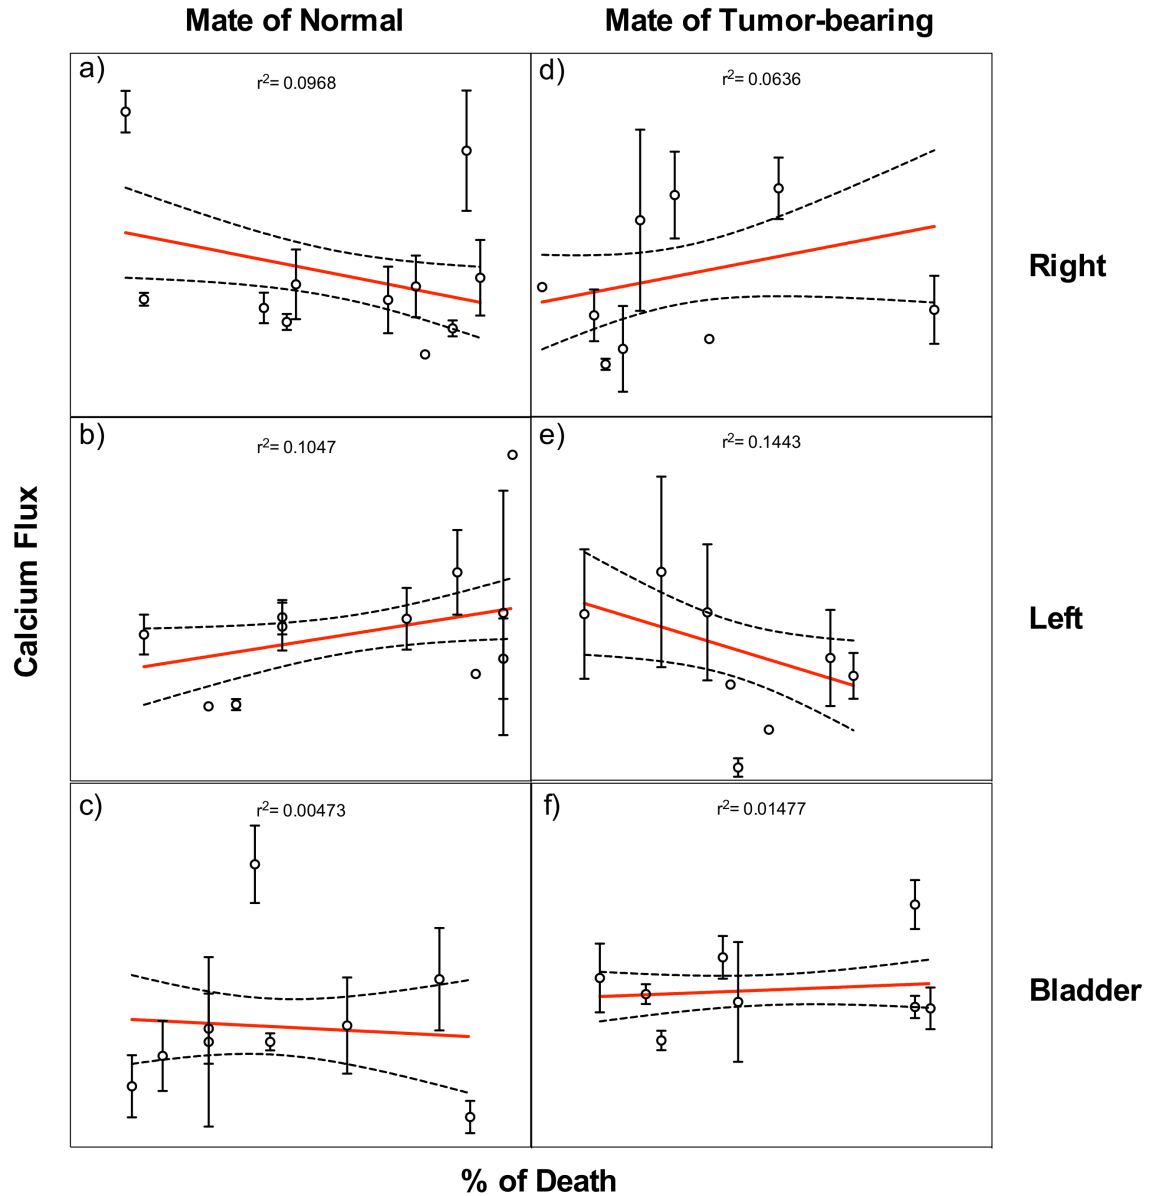 Mate of Normal
Mate of Tumor-bearing
a)
r²= 0.0968
d)
r²= 0.0636
Right
b)
r²= 0.1047
e)
r²= 0.1443
Left
c)
r²= 0.00473
f)
r²= 0.01477
Bladder
Calcium Flux
% of Death